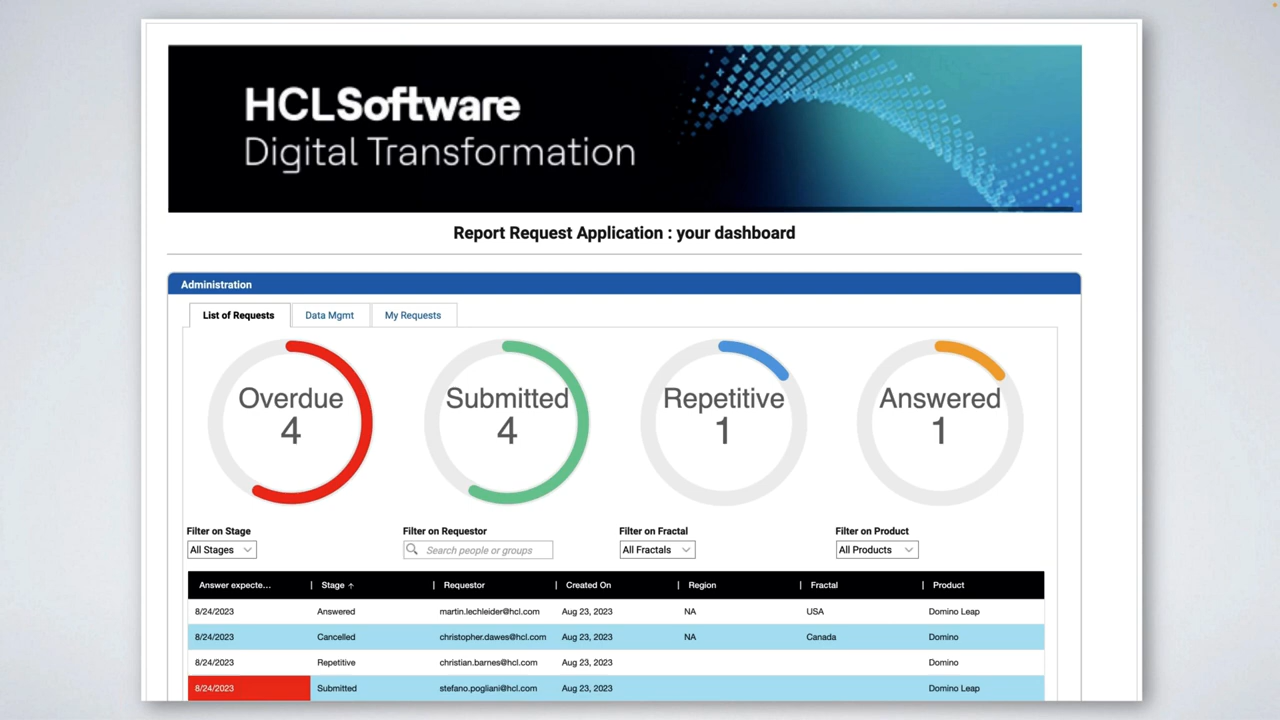 HCLSoftware
Digital Transformation
Report Request Application : your dashboard
Administration
List of Requests Data Mgmt My Requests
Overdue Submitted Repetitive Answered
4 4 1 1
Filter on Stage Filter on Requestor Filter on Fractal Filter on Product
All Stages Search people or groups All Fractals All Products
Answer expecte... | Stage ↑ | Requestor | Created On | Region | Fractal | Product
8/24/2023 Answered martin.lechleider@hcl.com Aug 23, 2023 NA USA Domino Leap
8/24/2023 Cancelled christopher.dawes@hcl.com Aug 23, 2023 NA Canada Domino
8/24/2023 Repetitive christian.barnes@hcl.com Aug 23, 2023 Domino
8/24/2023 Submitted stefano.pogliani@hcl.com Aug 23, 2023 Domino Leap